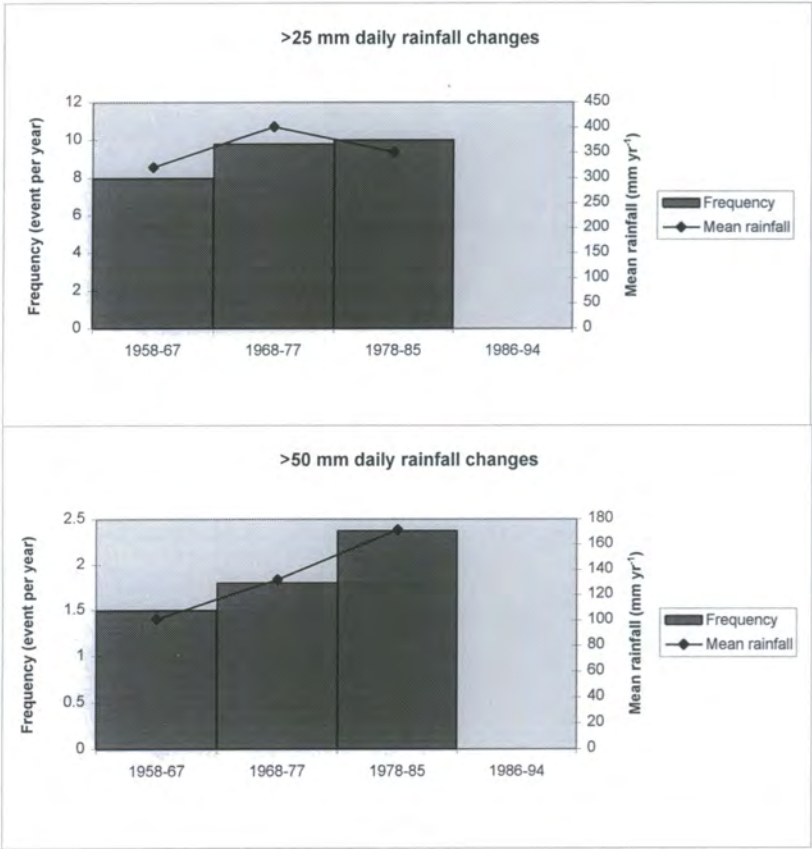 >25 mm daily rainfall changes
Frequency (event per year)
12
10
8
6
4
2
0
450
400
350
300
250
200
150
100
50
0
Mean rainfall (mm yr⁻¹)
1958-67 1968-77 1978-85 1986-94
Frequency
Mean rainfall
>50 mm daily rainfall changes
Frequency (event per year)
2.5
2
1.5
1
0.5
0
180
160
140
120
100
80
60
40
20
0
Mean rainfall (mm yr⁻¹)
1958-67 1968-77 1978-85 1986-94
Frequency
Mean rainfall